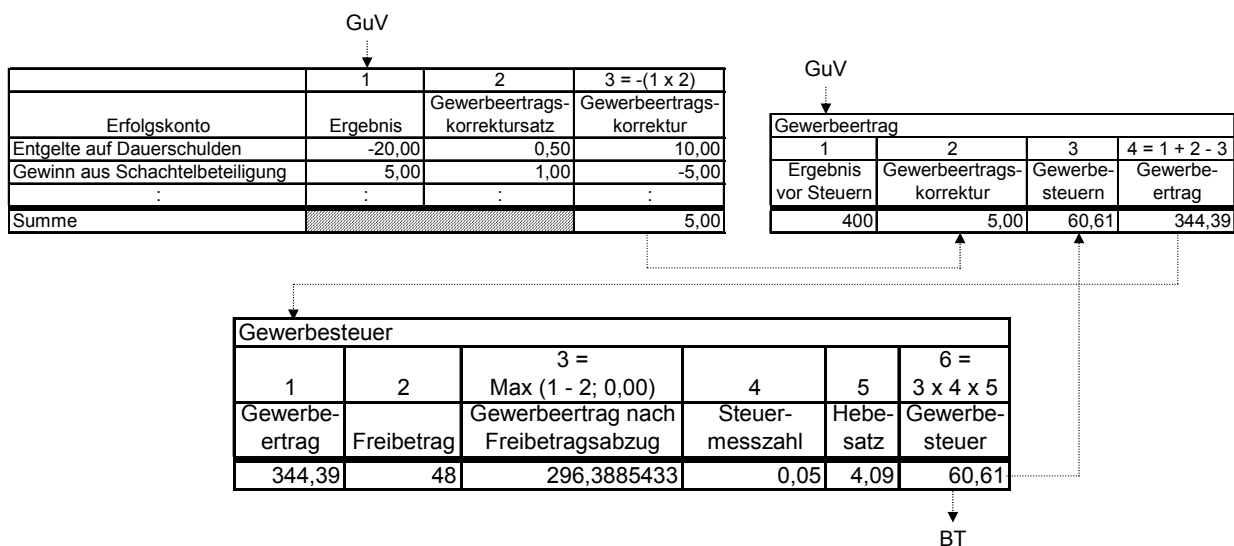 GuV
1 2 3 = -(1 x 2)
Erfolgskonto Ergebnis Gewerbeertrags-korrektursatz Gewerbeertrags-korrektur
Entgelte auf Dauerschulden -20,00 0,50 10,00
Gewinn aus Schachtelbeteiligung 5,00 1,00 -5,00
: : : :
Summe 5,00
GuV
Gewerbeertrag
1 2 3 4 = 1 + 2 - 3
Ergebnis Gewerbeertrags- Gewerbe- Gewerbe-
vor Steuern korrektur steuern ertrag
400 5,00 60,61 344,39
Gewerbesteuer
3 = 6 =
1 2 Max (1 - 2; 0,00) 4 5 3 x 4 x 5
Gewerbe- Gewerbeertrag nach Steuer- Hebe- Gewerbe-
ertrag Freibetrag Freibetragsabzug messzahl satz steuer
344,39 48 296,3885433 0,05 4,09 60,61
BT